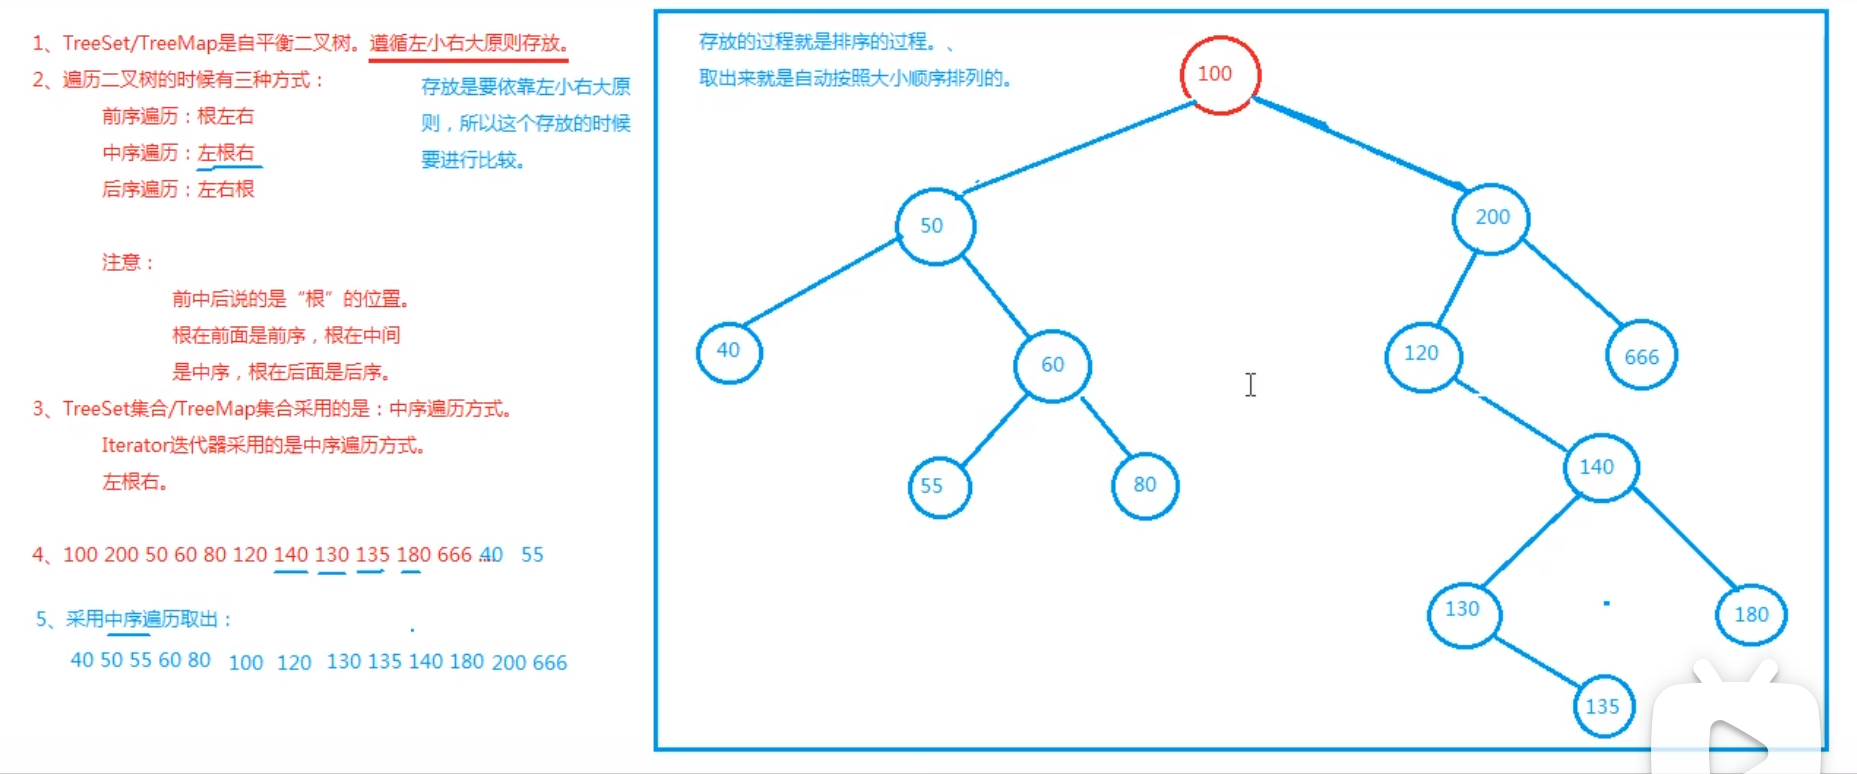 1、TreeSet/TreeMap是自平衡二叉树。遵循左小右大原则存放。
2、遍历二叉树的时候有三种方式：
前序遍历：根左右
中序遍历：左根右
后序遍历：左右根
注意：
前中后说的是“根”的位置。
根在前面是前序，根在中间
是中序，根在后面是后序。
3、TreeSet集合/TreeMap集合采用的是：中序遍历方式。
Iterator迭代器采用的是中序遍历方式。
左根右。
4、100 200 50 60 80 120 140 130 135 180 666 ... 40 55
5、采用中序遍历取出：
40 50 55 60 80 100 120 130 135 140 180 200 666
存放是要依靠左小右大原
则，所以这个存放的时候
要进行比较。
存放的过程就是排序的过程。、
取出来就是自动按照大小顺序排列的。
100
50
200
40
60
120
666
55
80
140
130
180
135